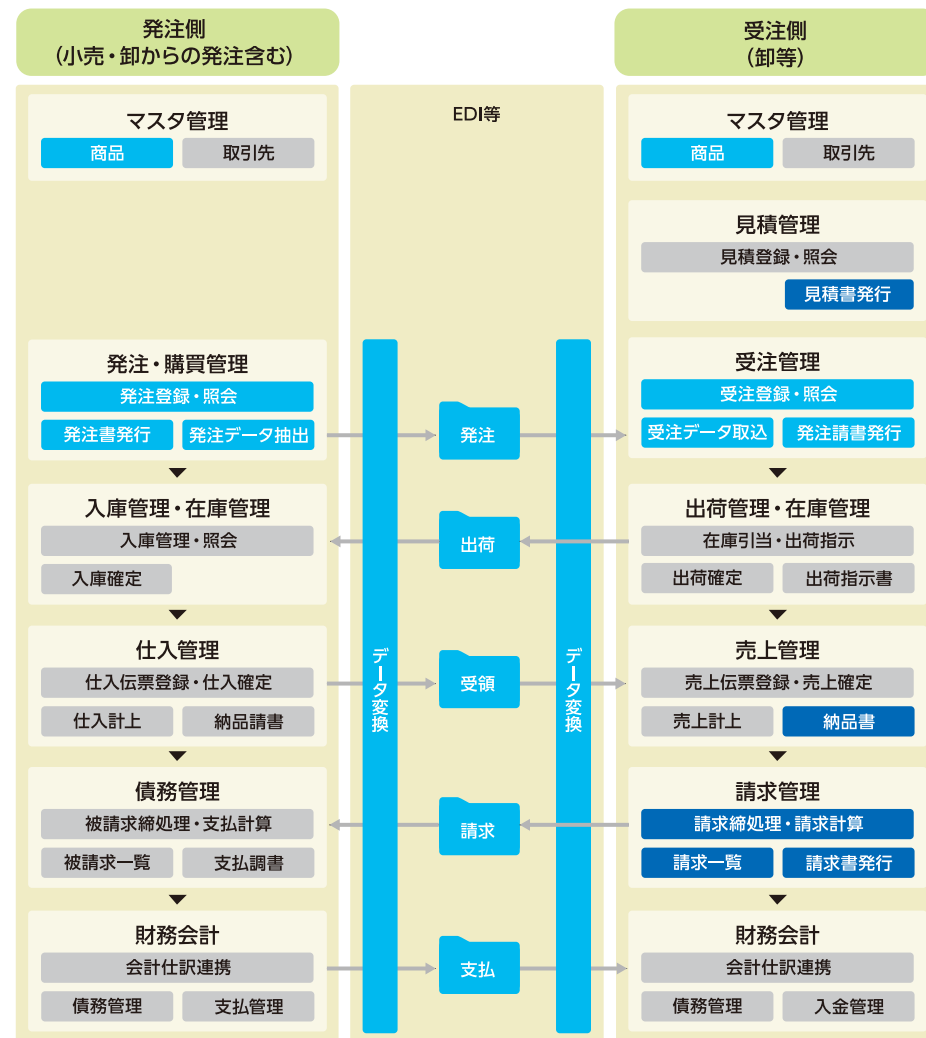 発注側
(小売・卸からの発注含む)
マスタ管理
商品
取引先
発注・購買管理
発注登録・照会
発注書発行
発注データ抽出
入庫管理・在庫管理
入庫管理・照会
入庫確定
仕入管理
仕入伝票登録・仕入確定
仕入計上
納品請書
債務管理
被請求締処理・支払計算
被請求一覧
支払調書
財務会計
会計仕訳連携
債務管理
支払管理
EDI等
データ変換
発注
出荷
受領
請求
支払
データ変換
受注側
(卸等)
マスタ管理
商品
取引先
見積管理
見積登録・照会
見積書発行
受注管理
受注登録・照会
受注データ取込
発注請書発行
出荷管理・在庫管理
在庫引当・出荷指示
出荷確定
出荷指示書
売上管理
売上伝票登録・売上確定
売上計上
納品書
請求管理
請求締処理・請求計算
請求一覧
請求書発行
財務会計
会計仕訳連携
債務管理
入金管理